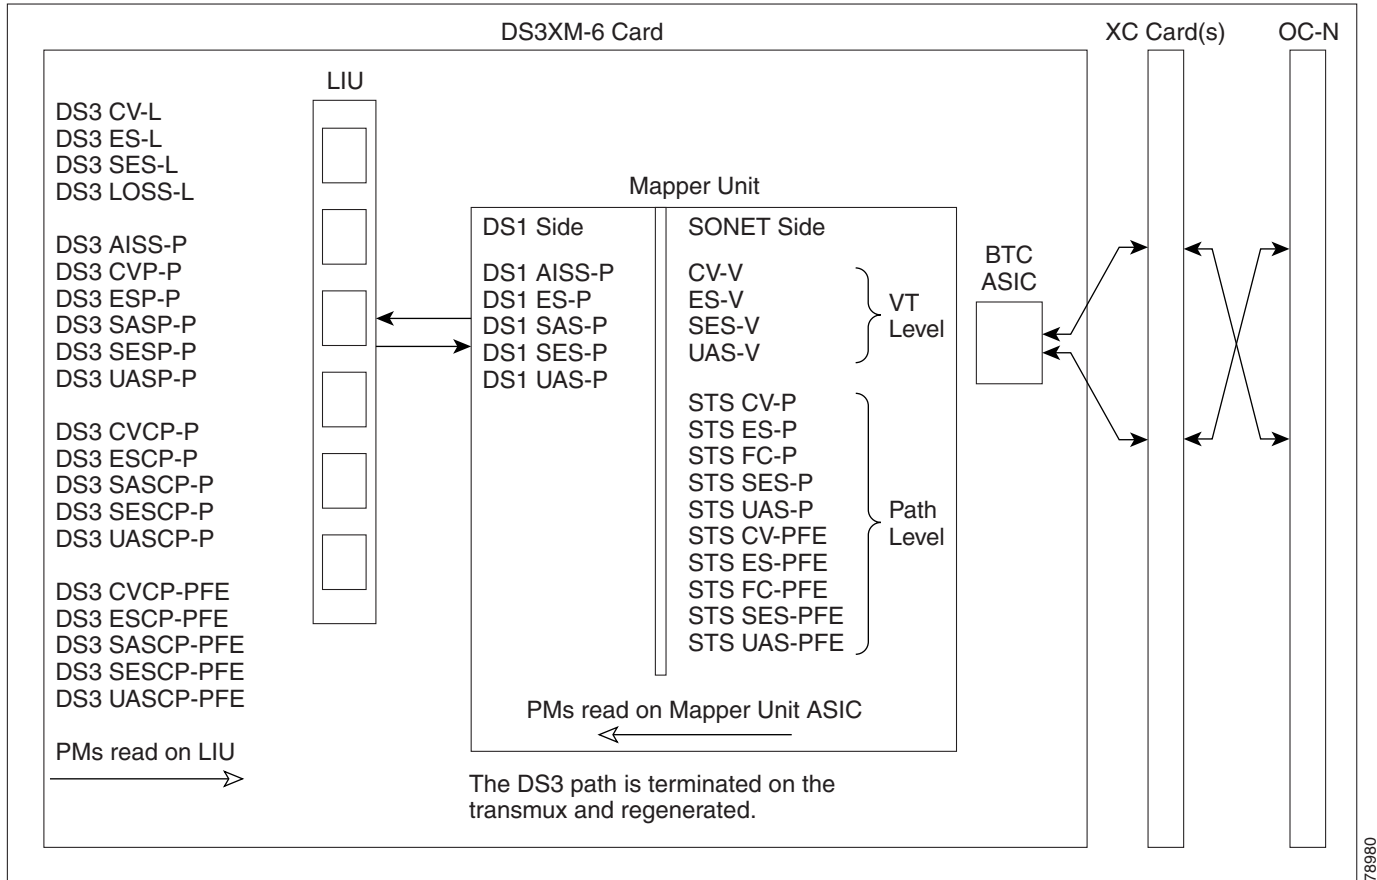 DS3XM-6 Card
XC Card(s)
OC-N
LIU
DS3 CV-L
DS3 ES-L
DS3 SES-L
DS3 LOSS-L
DS3 AISS-P
DS3 CVP-P
DS3 ESP-P
DS3 SASP-P
DS3 SESP-P
DS3 UASP-P
DS3 CVCP-P
DS3 ESCP-P
DS3 SASCP-P
DS3 SESCP-P
DS3 UASCP-P
DS3 CVCP-PFE
DS3 ESCP-PFE
DS3 SASCP-PFE
DS3 SESCP-PFE
DS3 UASCP-PFE
PMs read on LIU
Mapper Unit
DS1 Side
DS1 AISS-P
DS1 ES-P
DS1 SAS-P
DS1 SES-P
DS1 UAS-P
SONET Side
CV-V
ES-V
SES-V
UAS-V
VT
Level
STS CV-P
STS ES-P
STS FC-P
STS SES-P
STS UAS-P
STS CV-PFE
STS ES-PFE
STS FC-PFE
STS SES-PFE
STS UAS-PFE
Path
Level
PMs read on Mapper Unit ASIC
The DS3 path is terminated on the
transmux and regenerated.
BTC
ASIC
78980